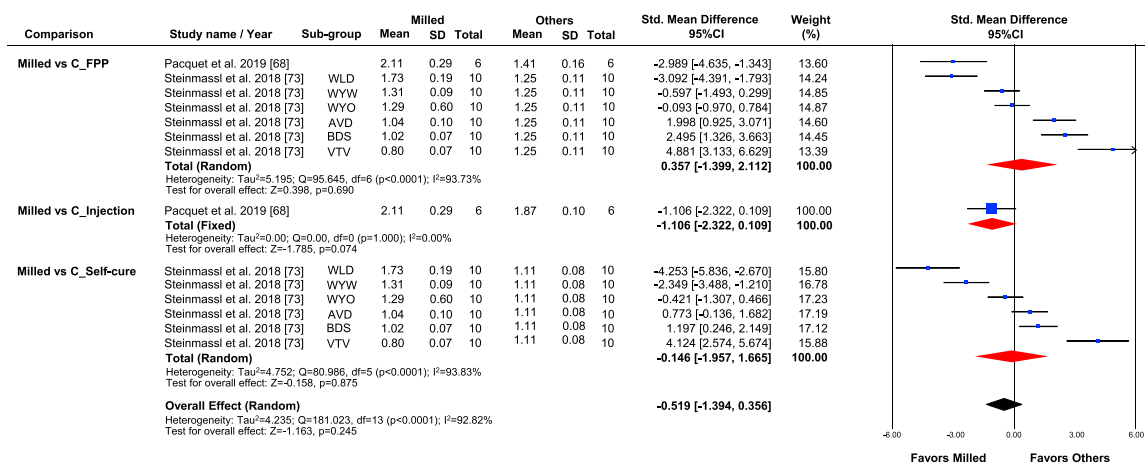 Milled Others Std. Mean Difference Weight Std. Mean Difference
Comparison Study name / Year Sub-group Mean SD Total Mean SD Total 95%CI (%) 95%CI
Milled vs C_FPP Pacquet et al. 2019 [68] 2.11 0.29 6 1.41 0.16 6 -2.989 [-4.635, -1.343] 13.60
Steinmassl et al. 2018 [73] WLD 1.73 0.19 10 1.25 0.11 10 -3.092 [-4.391, -1.793] 14.24
Steinmassl et al. 2018 [73] WYW 1.31 0.09 10 1.25 0.11 10 -0.597 [-1.493, 0.299] 14.85
Steinmassl et al. 2018 [73] WYO 1.29 0.60 10 1.25 0.11 10 -0.093 [-0.970, 0.784] 14.87
Steinmassl et al. 2018 [73] AVD 1.04 0.10 10 1.25 0.11 10 1.998 [0.925, 3.071] 14.60
Steinmassl et al. 2018 [73] BDS 1.02 0.07 10 1.25 0.11 10 2.495 [1.326, 3.663] 14.45
Steinmassl et al. 2018 [73] VTV 0.80 0.07 10 1.25 0.11 10 4.881 [3.133, 6.629] 13.39
Total (Random) 0.357 [-1.399, 2.112] 100.00
Heterogeneity: Tau²=5.195; Q=95.645, df=6 (p<0.0001); I²=93.73%
Test for overall effect: Z=0.398, p=0.690
Milled vs C_Injection Pacquet et al. 2019 [68] 2.11 0.29 6 1.87 0.10 6 -1.106 [-2.322, 0.109] 100.00
Total (Fixed) -1.106 [-2.322, 0.109] 100.00
Heterogeneity: Tau²=0.00; Q=0.00, df=0 (p=1.000); I²=0.00%
Test for overall effect: Z=-1.785, p=0.074
Milled vs C_Self-cure Steinmassl et al. 2018 [73] WLD 1.73 0.19 10 1.11 0.08 10 -4.253 [-5.836, -2.670] 15.80
Steinmassl et al. 2018 [73] WYW 1.31 0.09 10 1.11 0.08 10 -2.349 [-3.488, -1.210] 16.78
Steinmassl et al. 2018 [73] WYO 1.29 0.60 10 1.11 0.08 10 -0.421 [-1.307, 0.466] 17.23
Steinmassl et al. 2018 [73] AVD 1.04 0.10 10 1.11 0.08 10 0.773 [-0.136, 1.682] 17.19
Steinmassl et al. 2018 [73] BDS 1.02 0.07 10 1.11 0.08 10 1.197 [0.246, 2.149] 17.12
Steinmassl et al. 2018 [73] VTV 0.80 0.07 10 1.11 0.08 10 4.124 [2.574, 5.674] 15.88
Total (Random) -0.146 [-1.957, 1.665] 100.00
Heterogeneity: Tau²=4.752; Q=80.986, df=5 (p<0.0001); I²=93.83%
Test for overall effect: Z=-0.158, p=0.875
Overall Effect (Random) -0.519 [-1.394, 0.356]
Heterogeneity: Tau²=4.235; Q=181.023, df=13 (p<0.0001); I²=92.82%
Test for overall effect: Z=-1.163, p=0.245
-6.00 -3.00 0.00 3.00 6.00
Favors Milled Favors Others